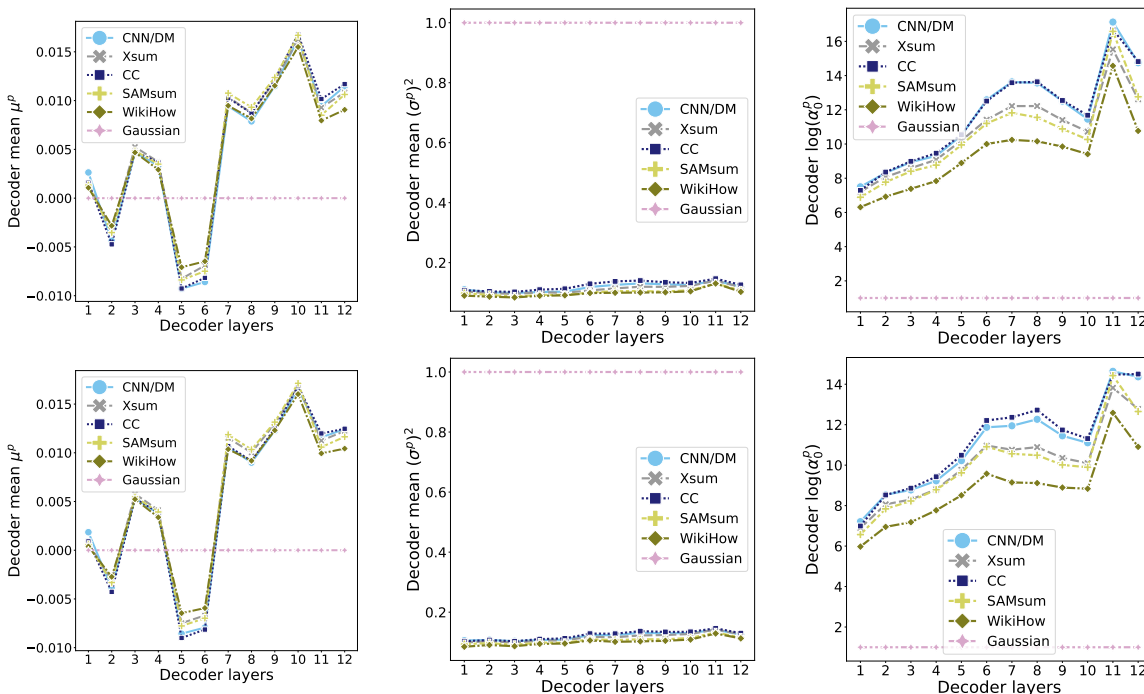 Decoder mean μᵖ
0.015
0.010
0.005
0.000
−0.005
−0.010
CNN/DM
Xsum
CC
SAMsum
WikiHow
Gaussian
1 2 3 4 5 6 7 8 9 10 11 12
Decoder layers
Decoder mean (σᵖ)²
1.0
0.8
0.6
0.4
0.2
CNN/DM
Xsum
CC
SAMsum
WikiHow
Gaussian
1 2 3 4 5 6 7 8 9 10 11 12
Decoder layers
Decoder log(α₀ᵖ)
16
14
12
10
8
6
4
2
CNN/DM
Xsum
CC
SAMsum
WikiHow
Gaussian
1 2 3 4 5 6 7 8 9 10 11 12
Decoder layers
Decoder mean μᵖ
0.015
0.010
0.005
0.000
−0.005
−0.010
CNN/DM
Xsum
CC
SAMsum
WikiHow
Gaussian
1 2 3 4 5 6 7 8 9 10 11 12
Decoder layers
Decoder mean (σᵖ)²
1.0
0.8
0.6
0.4
0.2
CNN/DM
Xsum
CC
SAMsum
WikiHow
Gaussian
1 2 3 4 5 6 7 8 9 10 11 12
Decoder layers
Decoder log(α₀ᵖ)
14
12
10
8
6
4
2
CNN/DM
Xsum
CC
SAMsum
WikiHow
Gaussian
1 2 3 4 5 6 7 8 9 10 11 12
Decoder layers